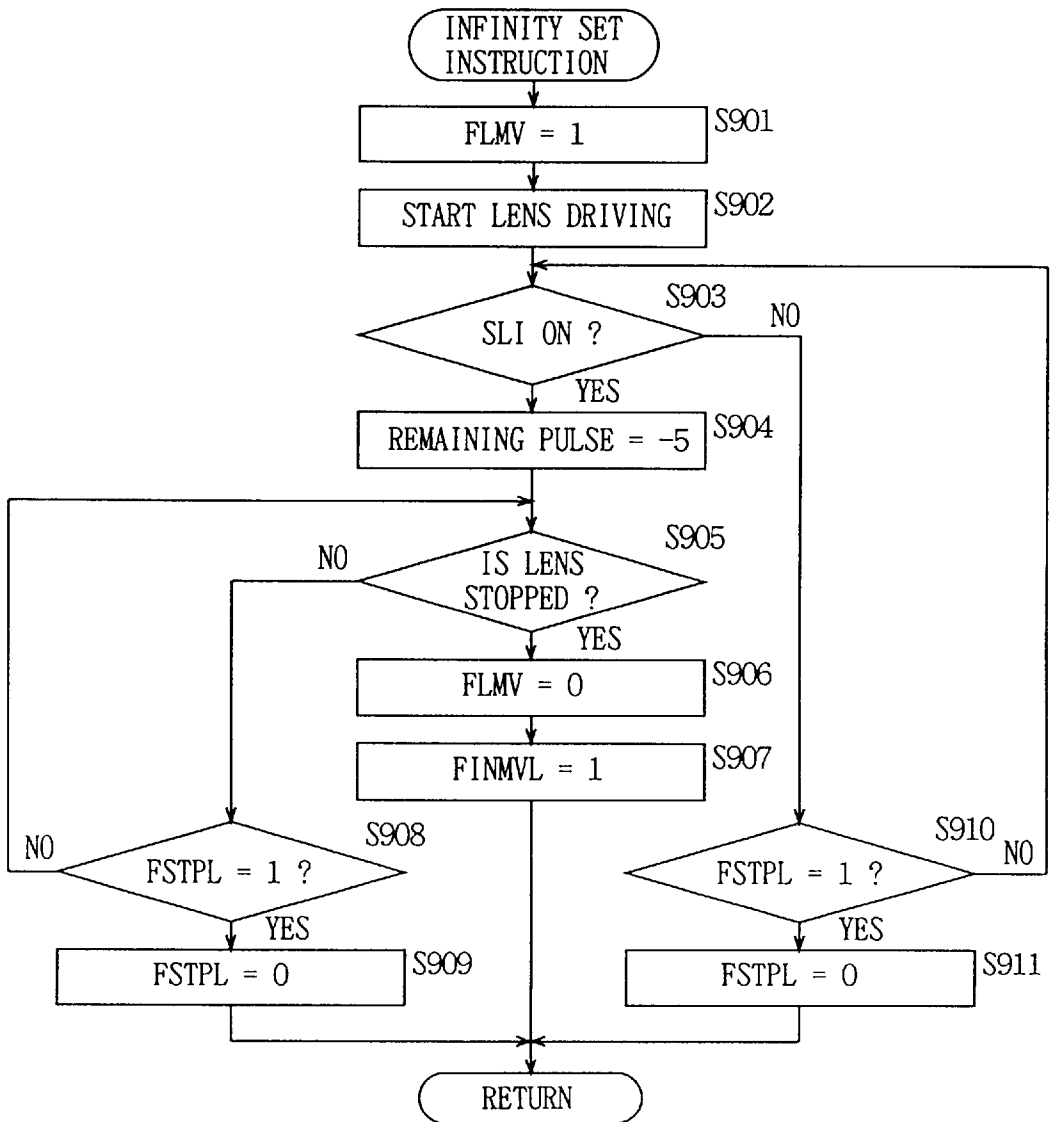 INFINITY SET
INSTRUCTION
FLMV = 1
S901
START LENS DRIVING
S902
SLI ON ?
S903
NO
YES
REMAINING PULSE = -5
S904
NO
IS LENS
STOPPED ?
S905
YES
FLMV = 0
S906
FINMVL = 1
S907
NO
FSTPL = 1 ?
S908
FSTPL = 1 ?
S910
NO
YES
YES
FSTPL = 0
S909
FSTPL = 0
S911
RETURN